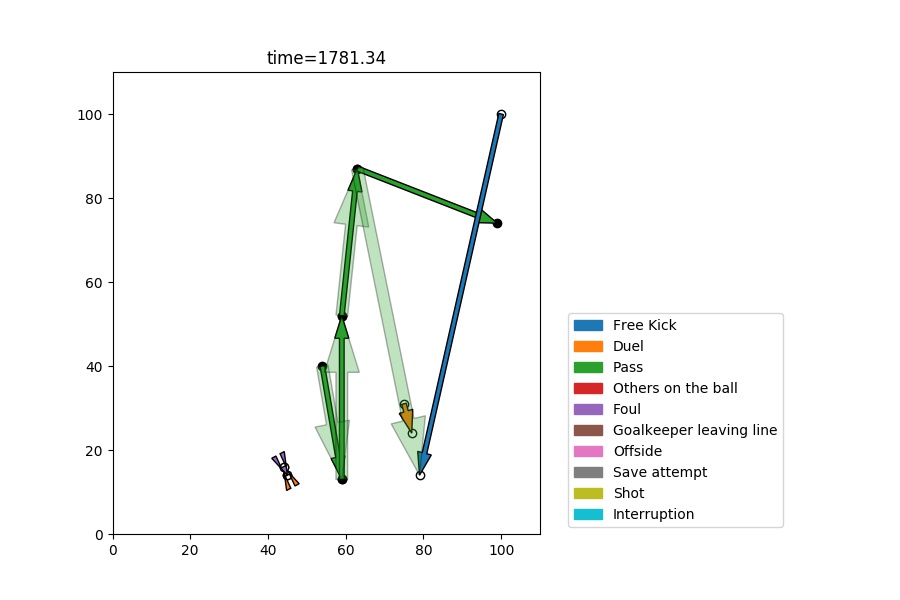 time=1781.34
100
80
60
40
20
0
0 20 40 60 80 100
Free Kick
Duel
Pass
Others on the ball
Foul
Goalkeeper leaving line
Offside
Save attempt
Shot
Interruption